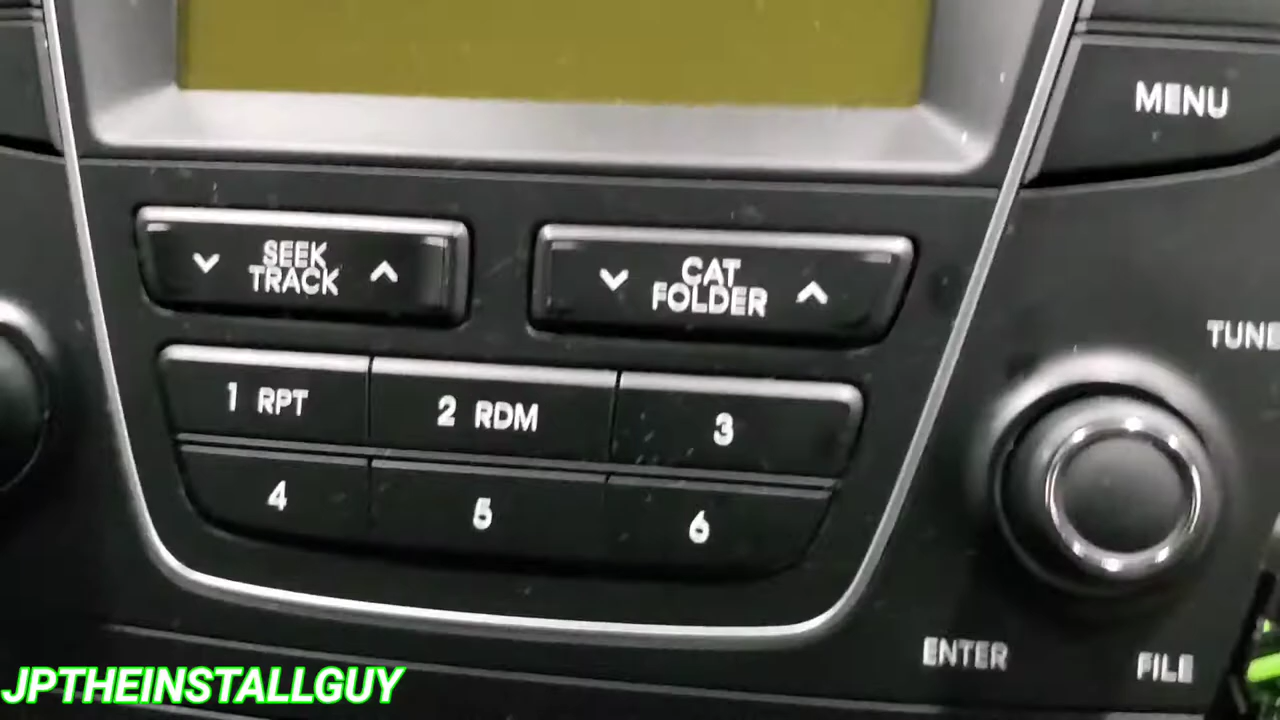 MENU
SEEK
TRACK
CAT
FOLDER
TUNE
1 RPT
2 RDM
3
4
5
6
ENTER
FILE
JPTHEINSTALLGUY